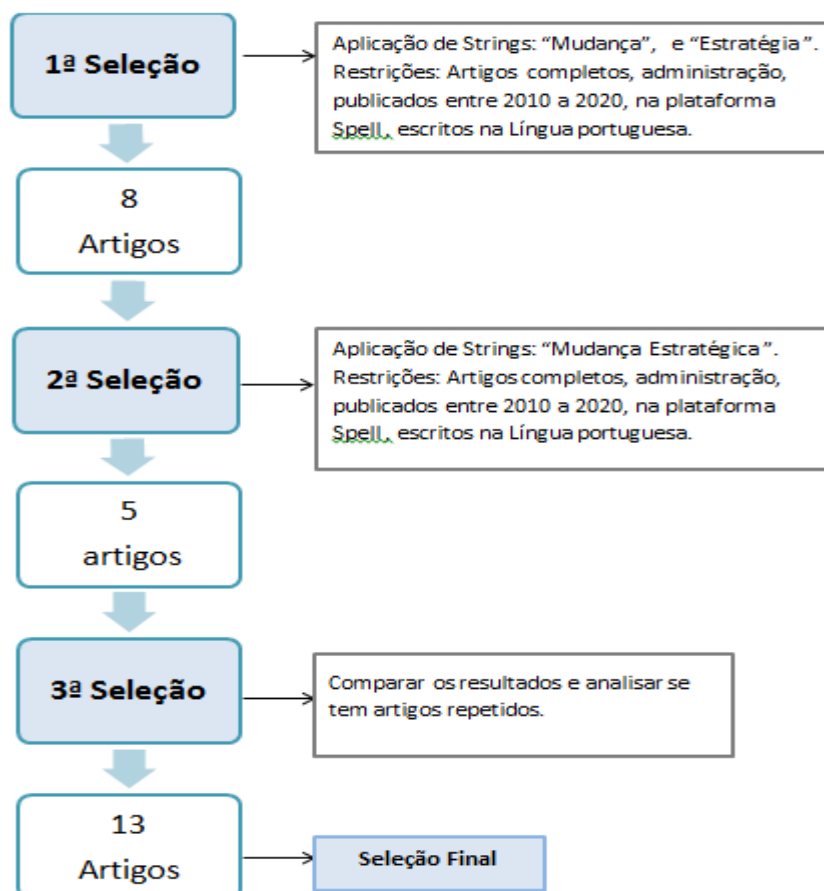 1ª Seleção
Aplicação de Strings: “Mudança”, e “Estratégia”.
Restrições: Artigos completos, administração,
publicados entre 2010 a 2020, na plataforma
Spell, escritos na Língua portuguesa.
8
Artigos
2ª Seleção
Aplicação de Strings: “Mudança Estratégica”.
Restrições: Artigos completos, administração,
publicados entre 2010 a 2020, na plataforma
Spell, escritos na Língua portuguesa.
5
artigos
3ª Seleção
Comparar os resultados e analisar se
tem artigos repetidos.
13
Artigos
Seleção Final